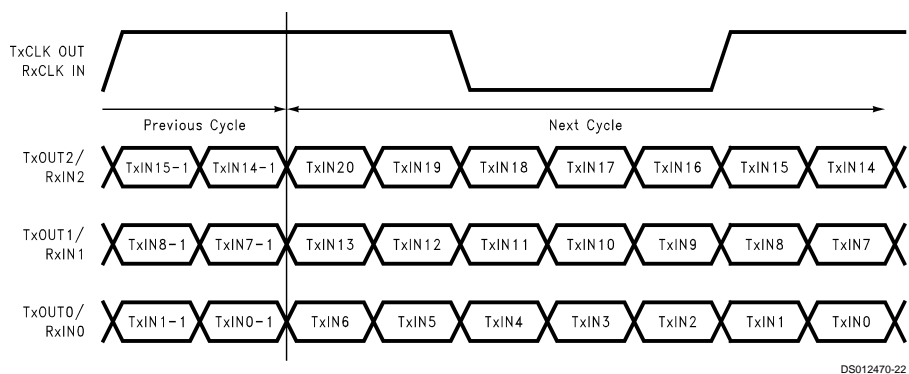 TxCLK OUT
RxCLK IN
Previous Cycle
Next Cycle
TxOUT2/
RxIN2
TxIN15-1 TxIN14-1 TxIN20 TxIN19 TxIN18 TxIN17 TxIN16 TxIN15 TxIN14
TxOUT1/
RxIN1
TxIN8-1 TxIN7-1 TxIN13 TxIN12 TxIN11 TxIN10 TxIN9 TxIN8 TxIN7
TxOUT0/
RxIN0
TxIN1-1 TxIN0-1 TxIN6 TxIN5 TxIN4 TxIN3 TxIN2 TxIN1 TxIN0
DS012470-22